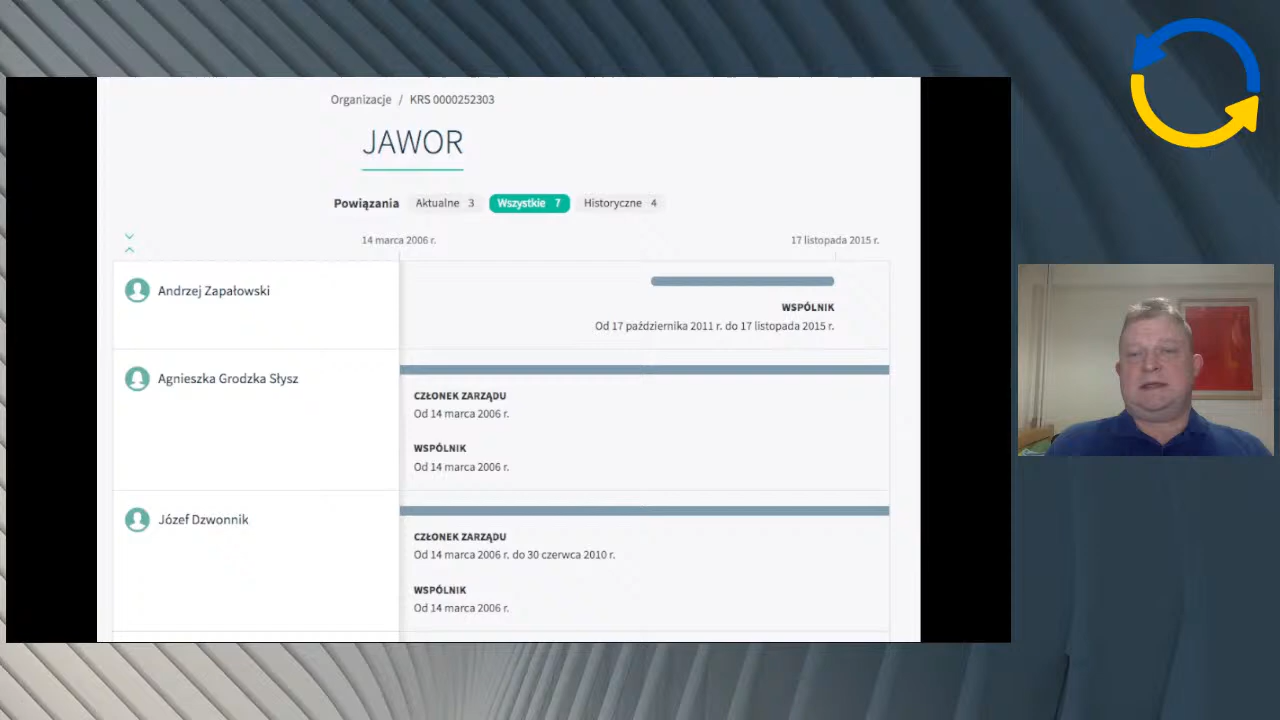 Organizacje / KRS 0000252303
JAWOR
Powiązania Aktualne 3 Wszystkie 7 Historyczne 4
14 marca 2006 r. 17 listopada 2015 r.
Andrzej Zapałowski
WSPÓLNIK
Od 17 października 2011 r. do 17 listopada 2015 r.
Agnieszka Grodzka Słysz
CZŁONEK ZARZĄDU
Od 14 marca 2006 r.
WSPÓLNIK
Od 14 marca 2006 r.
Józef Dzwonnik
CZŁONEK ZARZĄDU
Od 14 marca 2006 r. do 30 czerwca 2010 r.
WSPÓLNIK
Od 14 marca 2006 r.